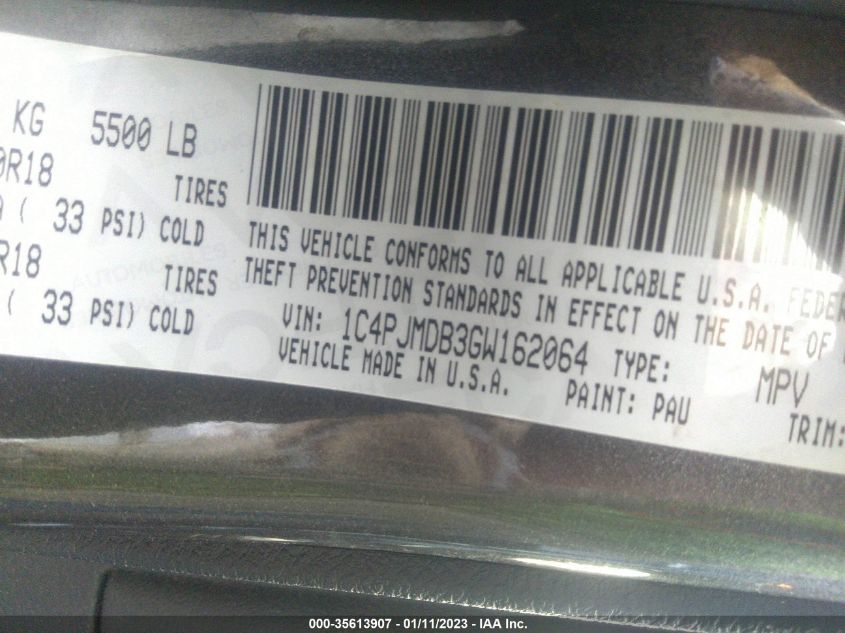 KG 5500 LB
0R18 TIRES
( 33 PSI) COLD
R18 TIRES
( 33 PSI) COLD
THIS VEHICLE CONFORMS TO ALL APPLICABLE U.S.A. FEDER
THEFT PREVENTION STANDARDS IN EFFECT ON THE DATE OF
VIN: 1C4PJMDB3GW162064 TYPE: MPV
VEHICLE MADE IN U.S.A. PAINT: PAU TRIM:
000-35613907 - 01/11/2023 - IAA Inc.